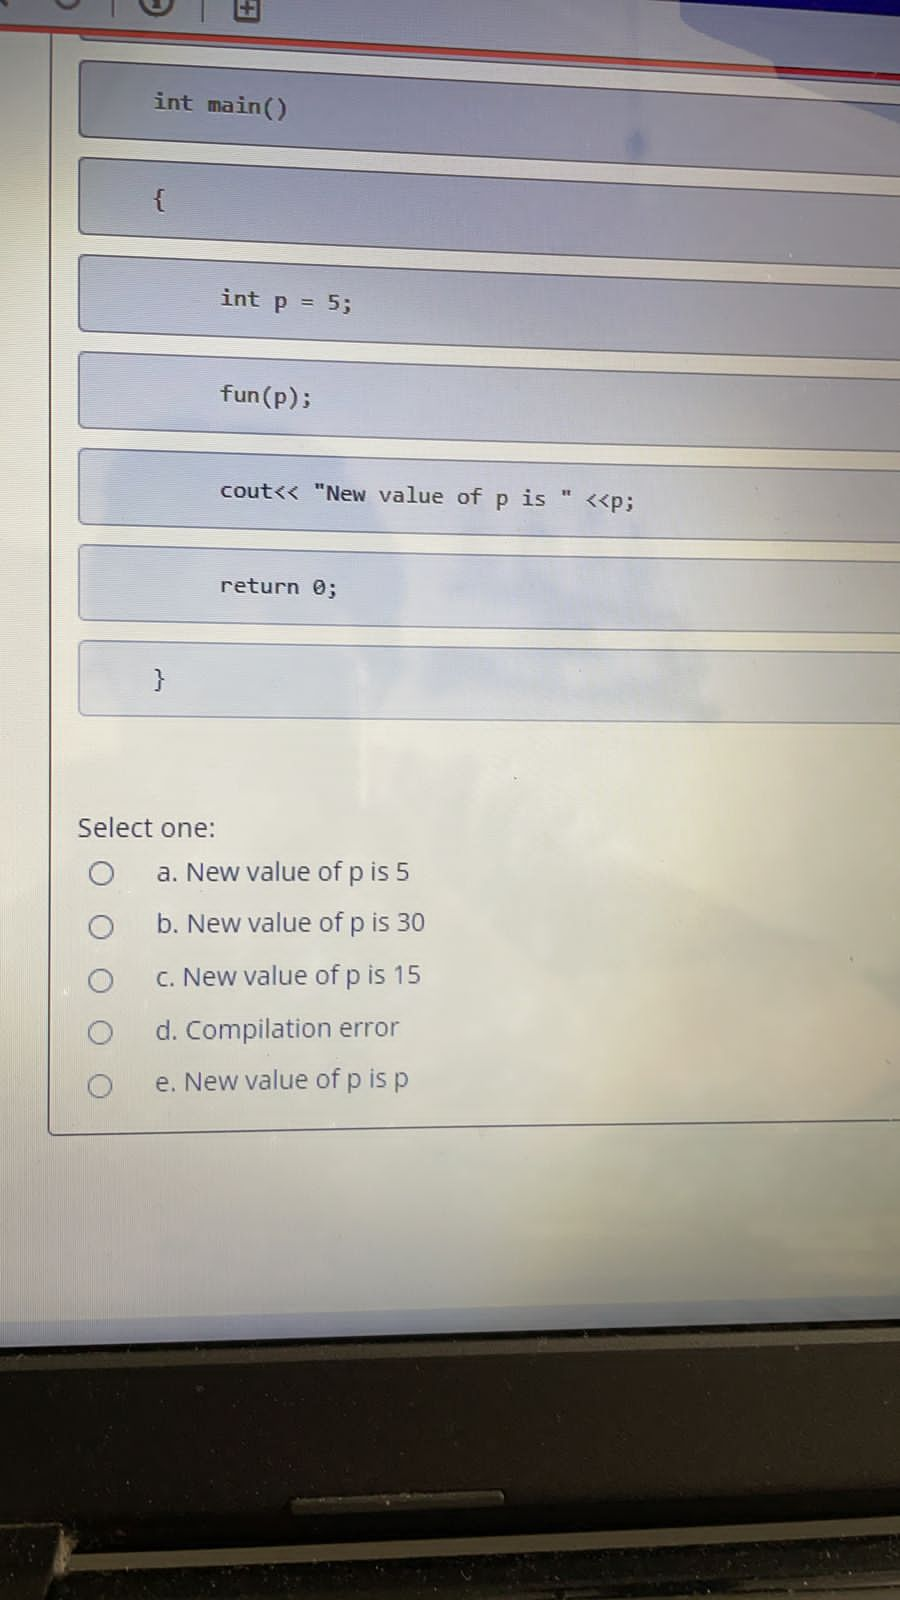 int main()
{
int p = 5;
fun(p);
cout<< "New value of p is " <<p;
return 0;
}
Select one:
a. New value of p is 5
b. New value of p is 30
c. New value of p is 15
d. Compilation error
e. New value of p is p